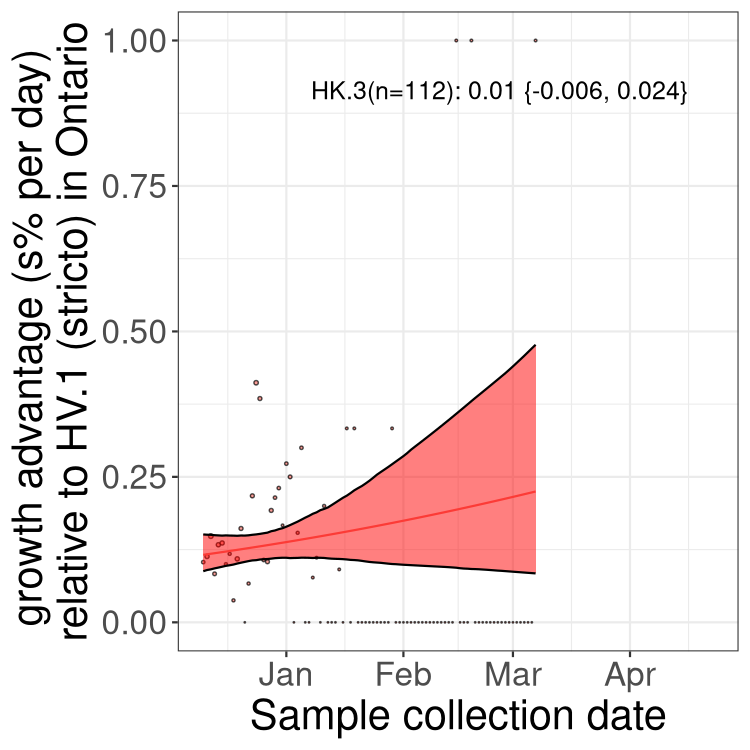 growth advantage (s% per day)
relative to HV.1 (stricto) in Ontario
1.00
0.75
0.50
0.25
0.00
HK.3(n=112): 0.01 {-0.006, 0.024}
Jan Feb Mar Apr
Sample collection date